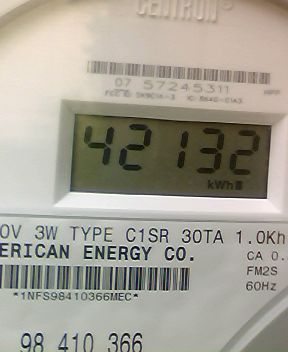 CENTRON®
07 57245311
42132
kWh
0V 3W TYPE C1SR 30TA 1.0Kh
ERICAN ENERGY CO.
CA 0.
FM2S
*1NFS98410366MEC*
60Hz
98 410 366